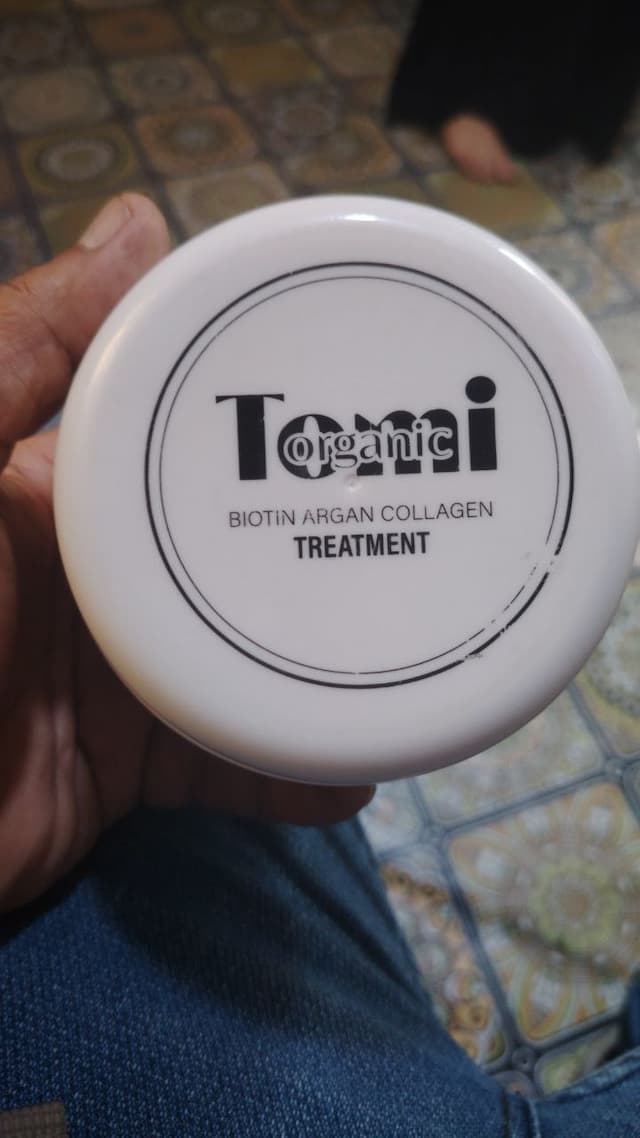 Tomi
organic
BIOTIN ARGAN COLLAGEN
TREATMENT